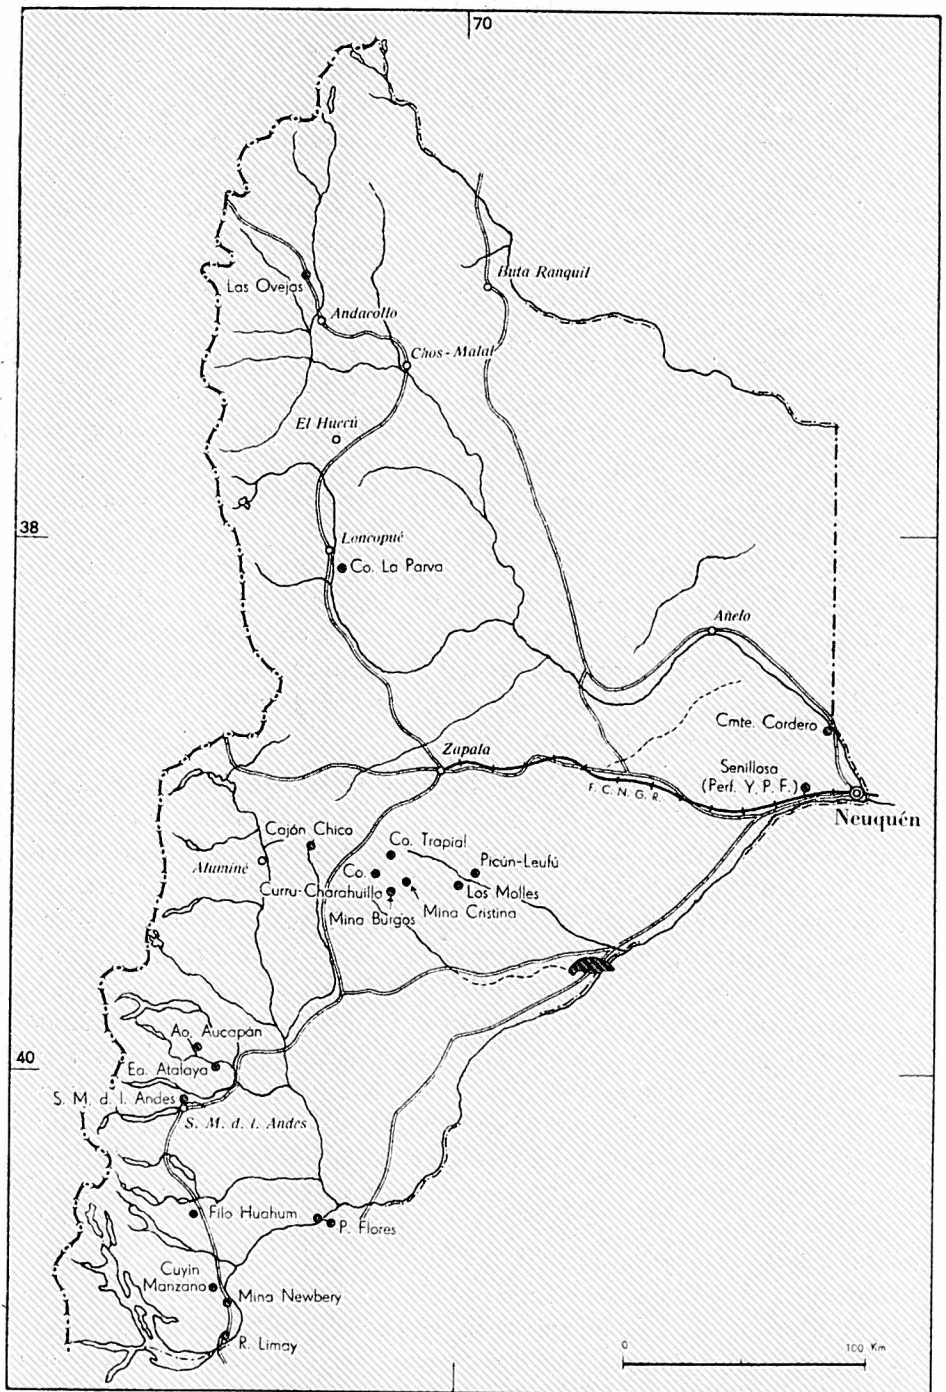 70
Buta Ranquil
Las Ovejas
Andacollo
Chos-Malal
El Huecú
38
Loncopué
Co. La Parva
Añelo
Cmte. Cordero
Zapala
Senillosa
(Perf. Y. P. F.)
F. C. N. G. R.
Neuquén
Cajón Chico
Co. Trapial
Aluminé
Co.
Picún-Leufú
Curru-Charahuilla
Los Molles
Mina Burgos
Mina Cristina
Ao. Aucapán
40
Ea. Atalaya
S. M. d. l. Andes
S. M. d. l. Andes
Filo Huahum
P. Flores
Cuyin
Manzano
Mina Newbery
R. Limay
0
100 Km